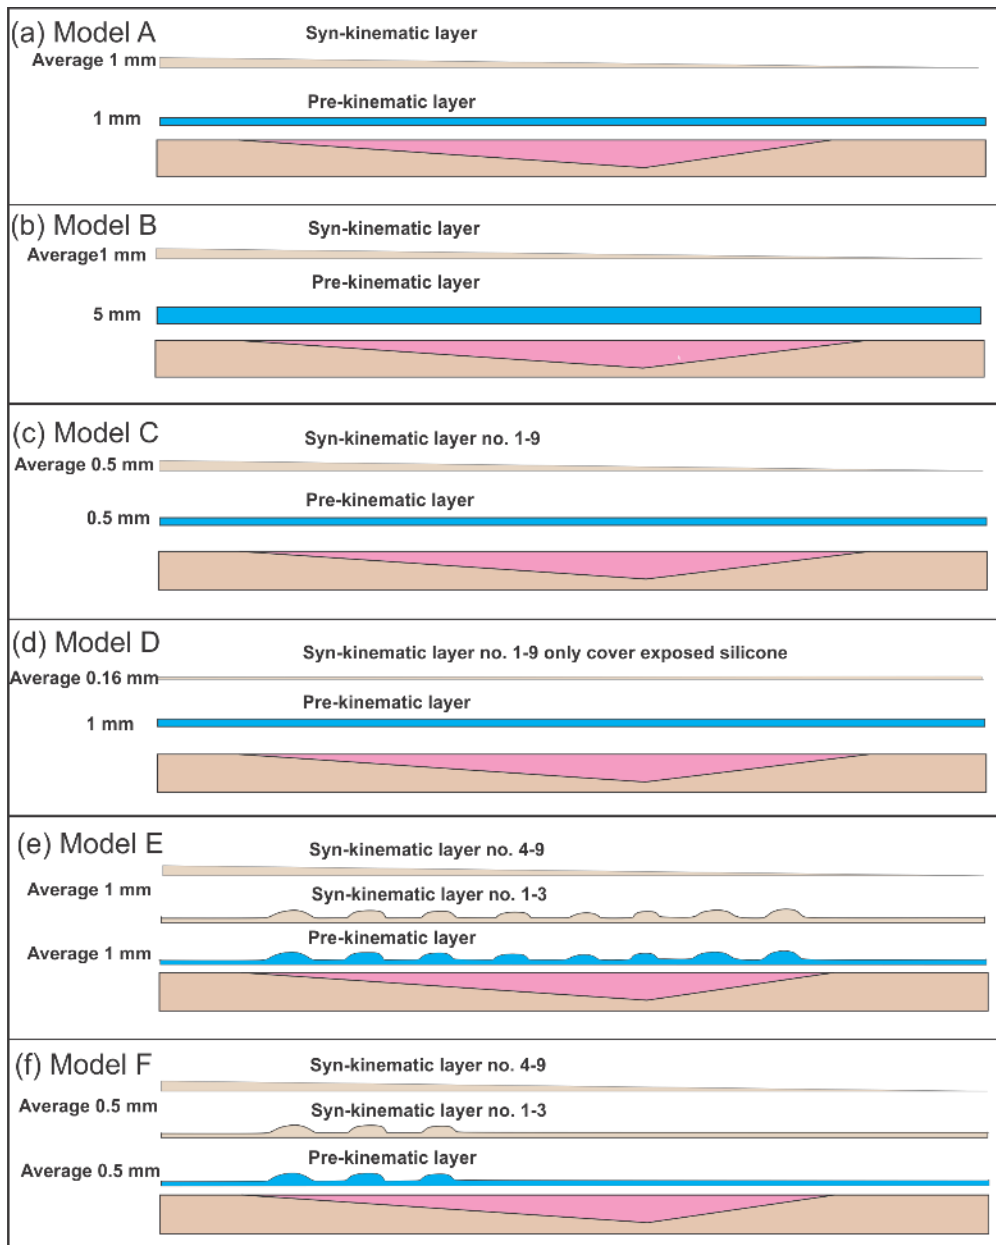 (a) Model A
Syn-kinematic layer
Average 1 mm
Pre-kinematic layer
1 mm
(b) Model B
Syn-kinematic layer
Average1 mm
Pre-kinematic layer
5 mm
(c) Model C
Syn-kinematic layer no. 1-9
Average 0.5 mm
Pre-kinematic layer
0.5 mm
(d) Model D
Syn-kinematic layer no. 1-9 only cover exposed silicone
Average 0.16 mm
Pre-kinematic layer
1 mm
(e) Model E
Syn-kinematic layer no. 4-9
Average 1 mm
Syn-kinematic layer no. 1-3
Pre-kinematic layer
Average 1 mm
(f) Model F
Syn-kinematic layer no. 4-9
Average 0.5 mm
Syn-kinematic layer no. 1-3
Pre-kinematic layer
Average 0.5 mm